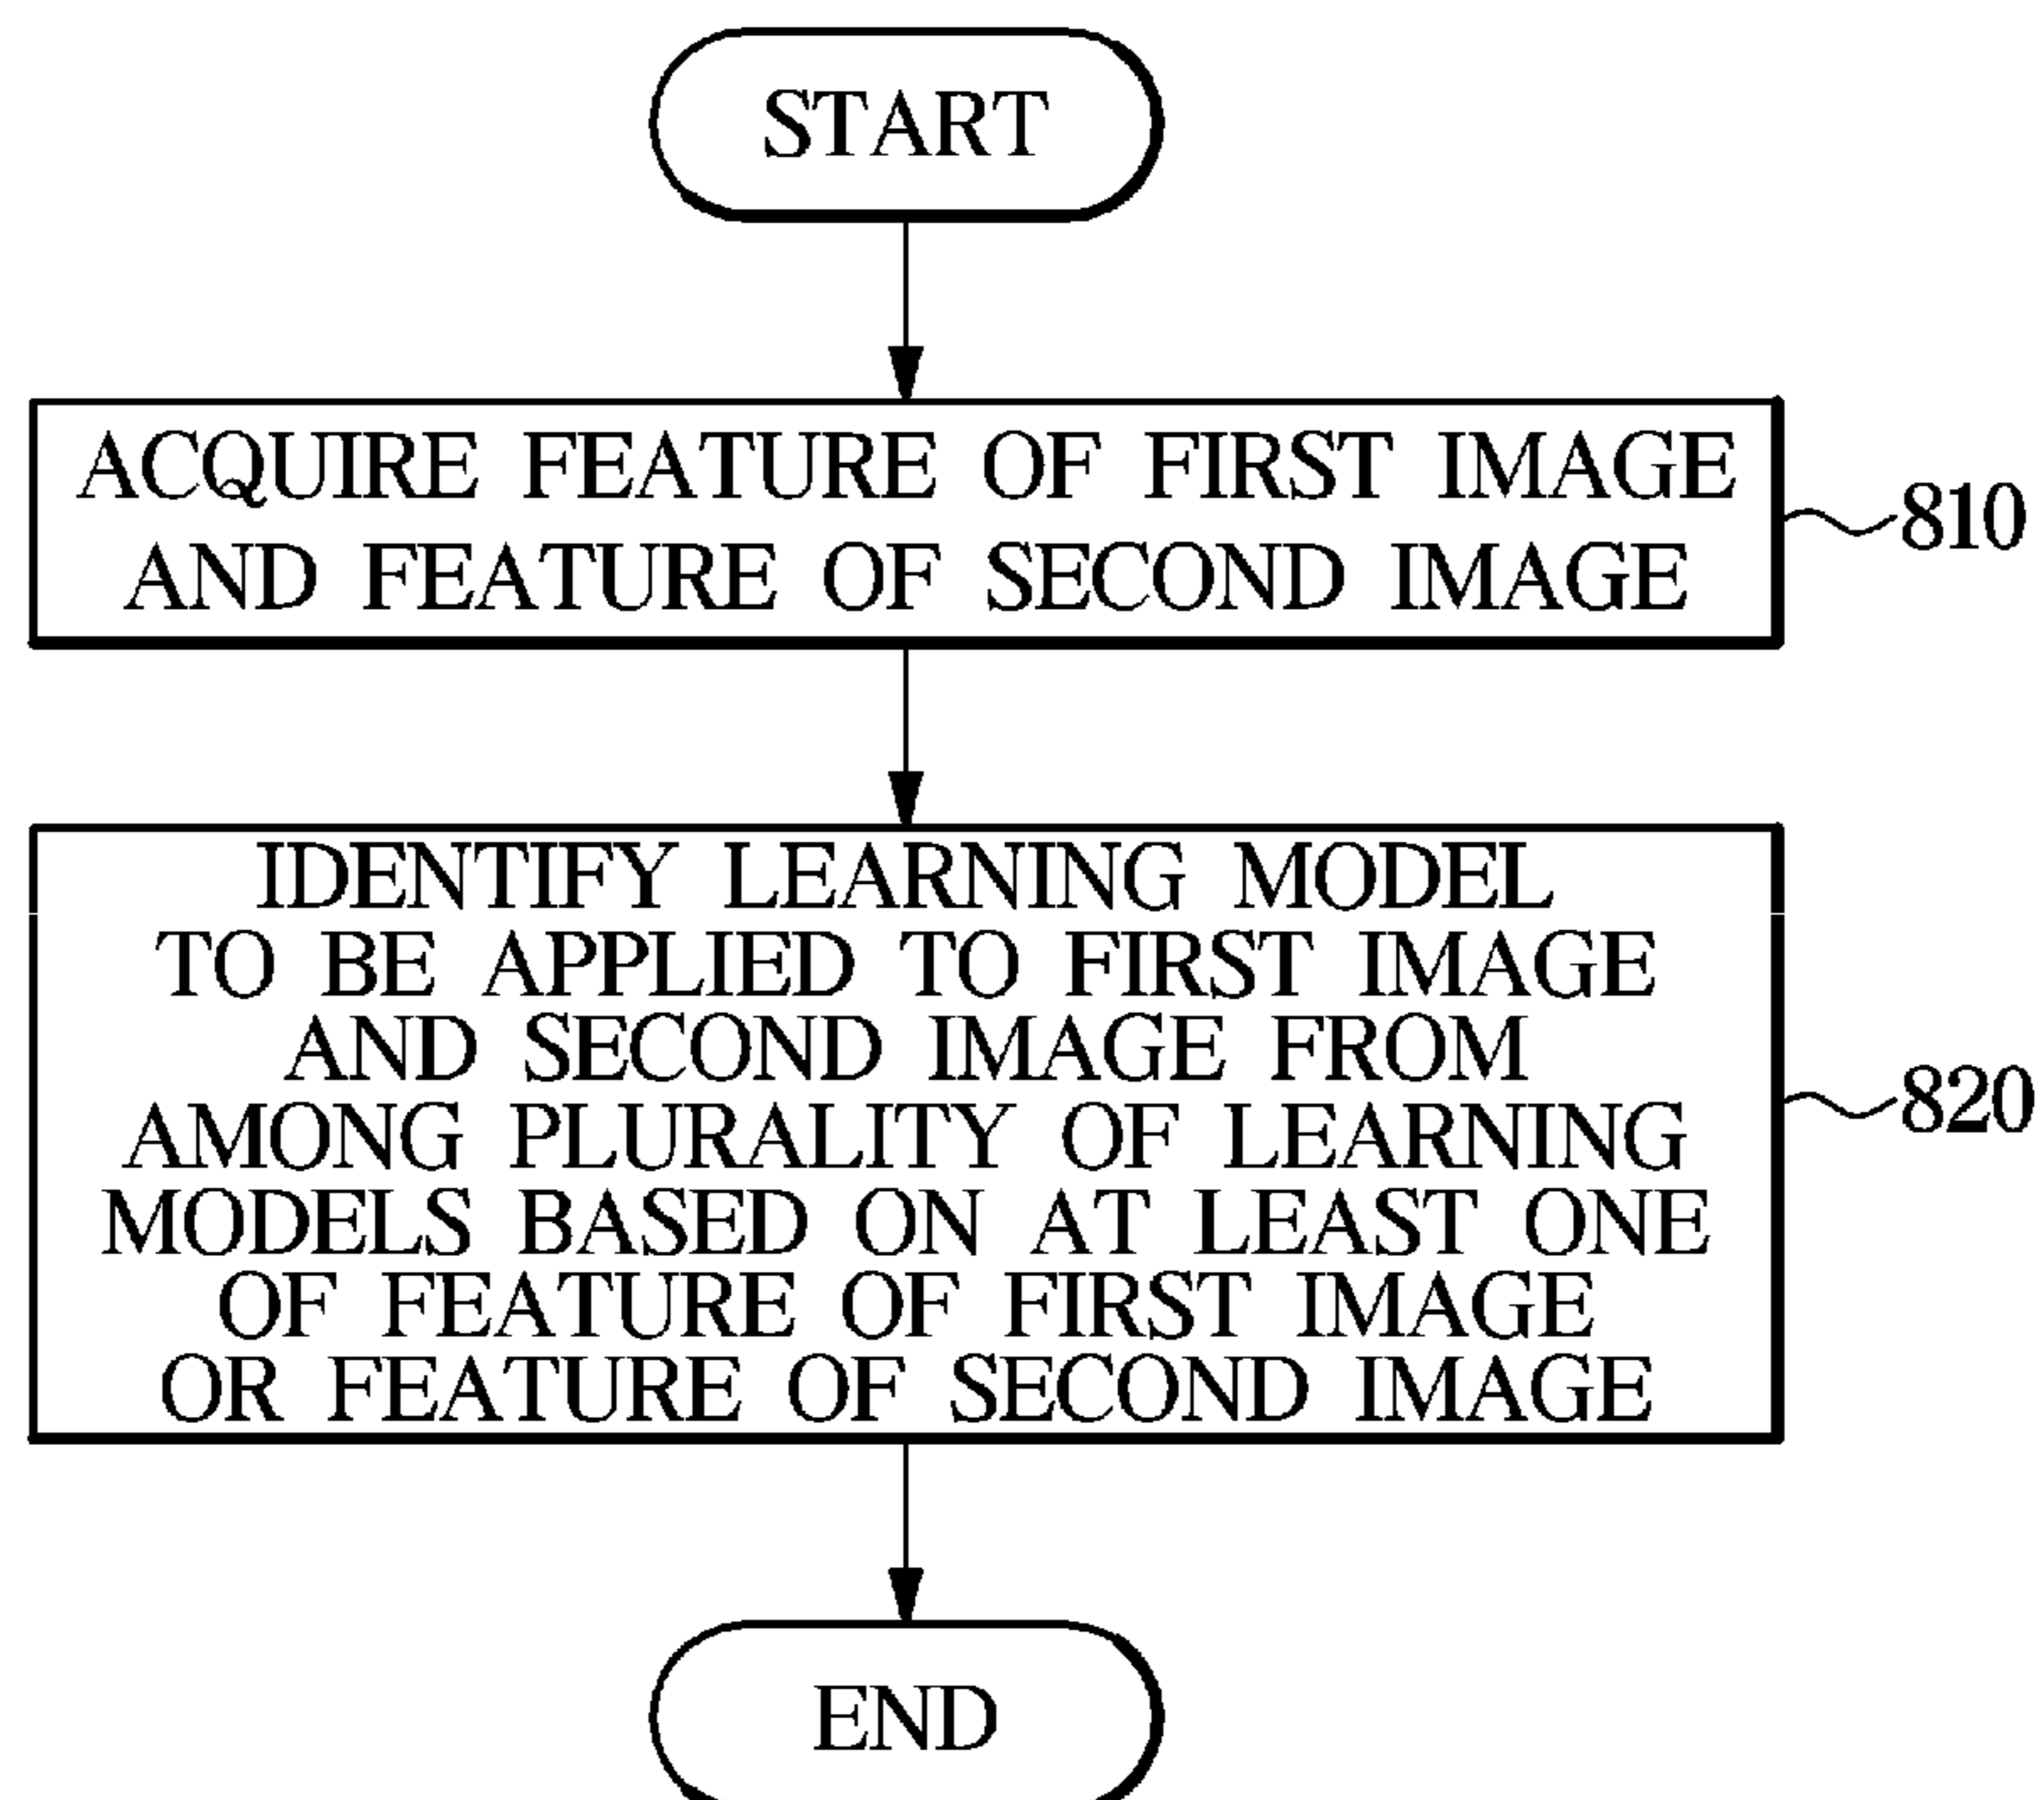 START
ACQUIRE FEATURE OF FIRST IMAGE
AND FEATURE OF SECOND IMAGE
810
IDENTIFY LEARNING MODEL
TO BE APPLIED TO FIRST IMAGE
AND SECOND IMAGE FROM
AMONG PLURALITY OF LEARNING
MODELS BASED ON AT LEAST ONE
OF FEATURE OF FIRST IMAGE
OR FEATURE OF SECOND IMAGE
820
END